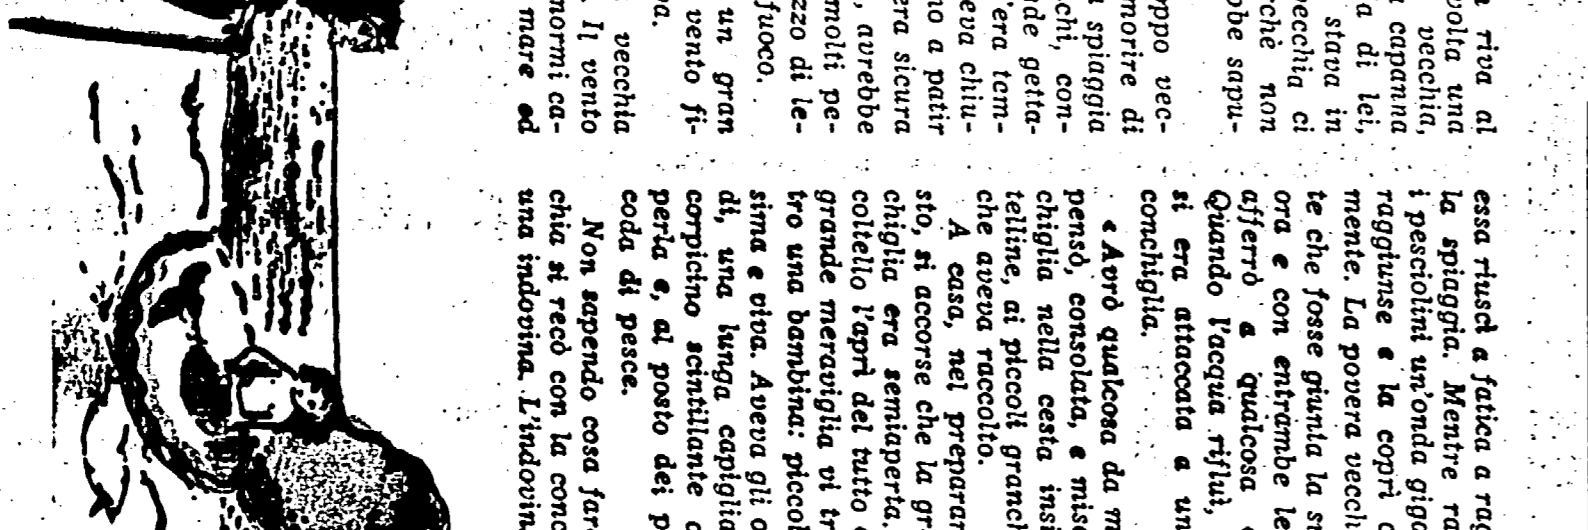 riva al
volta una
vecchia,
capanna
a di lei,
stava in
vecchia ci
rchè non
bbe sapu-
ppo vec-
morire di
spiaggia
chi, con-
nde getta-
'era tem-
eva chiu-
no a patir
era sicura
, avrebbe
molti pe-
zzo di le-
fuoco.
un gran
vento fi-
a.
vecchia
. Il vento
normi ca-
mare ed
essa riuscì a fatica a rag
la spiaggia. Mentre ra
i pesciolini un'onda giga
raggiunse e la coprì c
mente. La povera vecch
te che fosse giunta la su
ora e con entrambe le
afferrò a qualcosa
Quando l'acqua rifluì,
si era attaccata a un
conchiglia.
« Avrò qualcosa da m
pensò, consolata, e mise
chiglia nella cesta insi
telline, ai piccoli granch
che aveva raccolto.
A casa, nel preparar
sto, si accorse che la gr
chiglia era semiaperta.
coltello l'aprì del tutto
grande meraviglia vi tr
tro una bambina: piccol
sima e viva. Aveva gli o
di, una lunga capiglia
corpicino scintillante c
perla e, al posto dei p
coda di pesce.
Non sapendo cosa far
chia si recò con la conc
una indovina. L'indovin